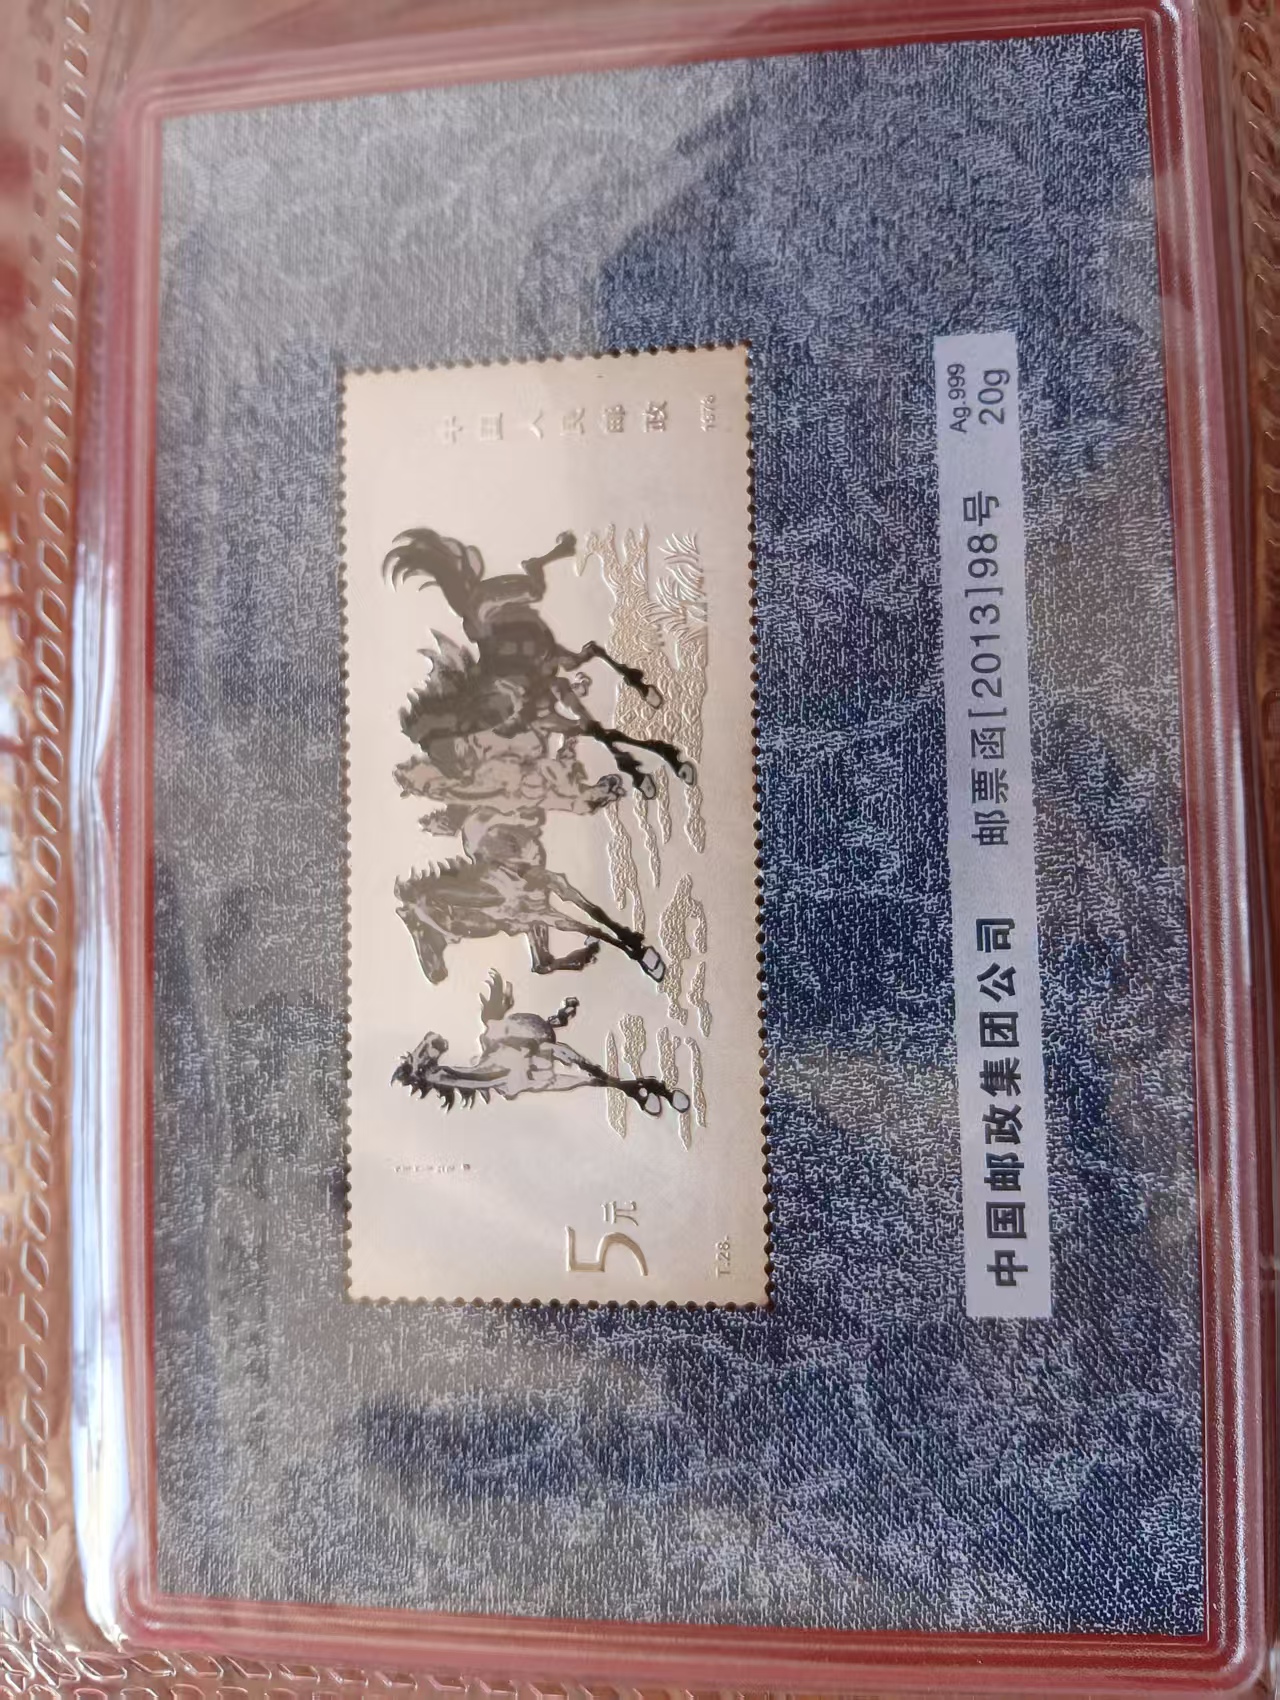 中国人民邮政
1978
5元
T.28.
中国邮政集团公司 邮票函[2013]98号
Ag.999
20g